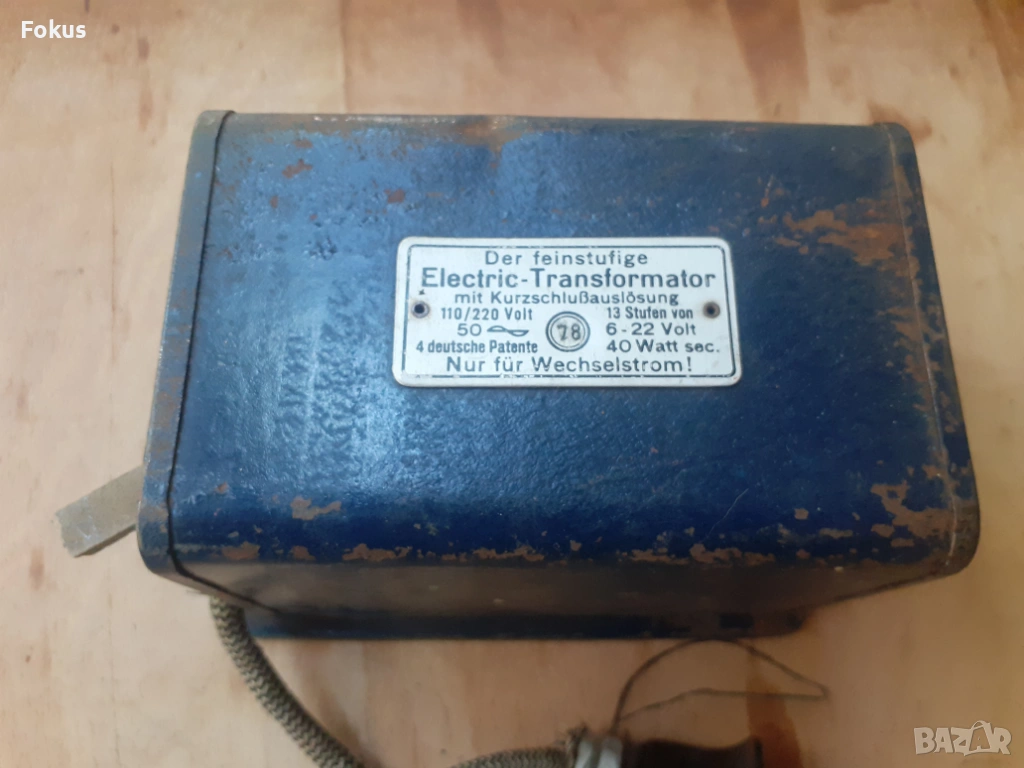 Fokus
Der feinstufige
Electric-Transformator
mit Kurzschlußauslösung
110/220 Volt 13 Stufen von
50 78 6-22 Volt
4 deutsche Patente 40 Watt sec.
Nur für Wechselstrom!
BAZAR